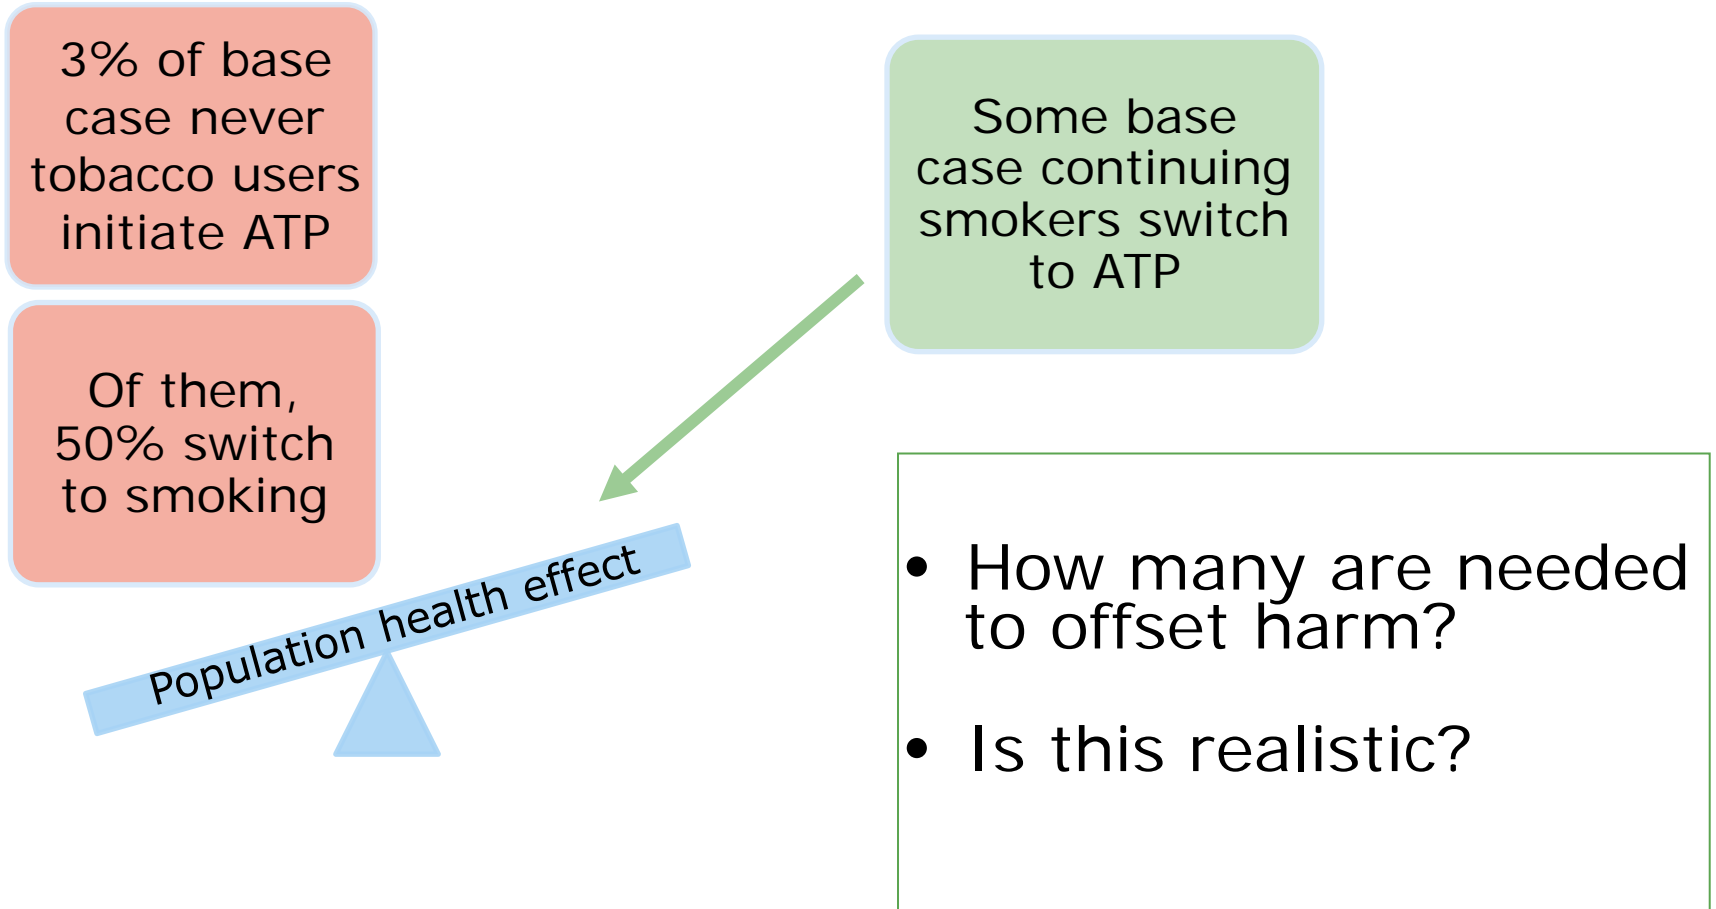 3% of base
case never
tobacco users
initiate ATP
Of them,
50% switch
to smoking
Some base
case continuing
smokers switch
to ATP
Population health effect
• How many are needed
to offset harm?
• Is this realistic?